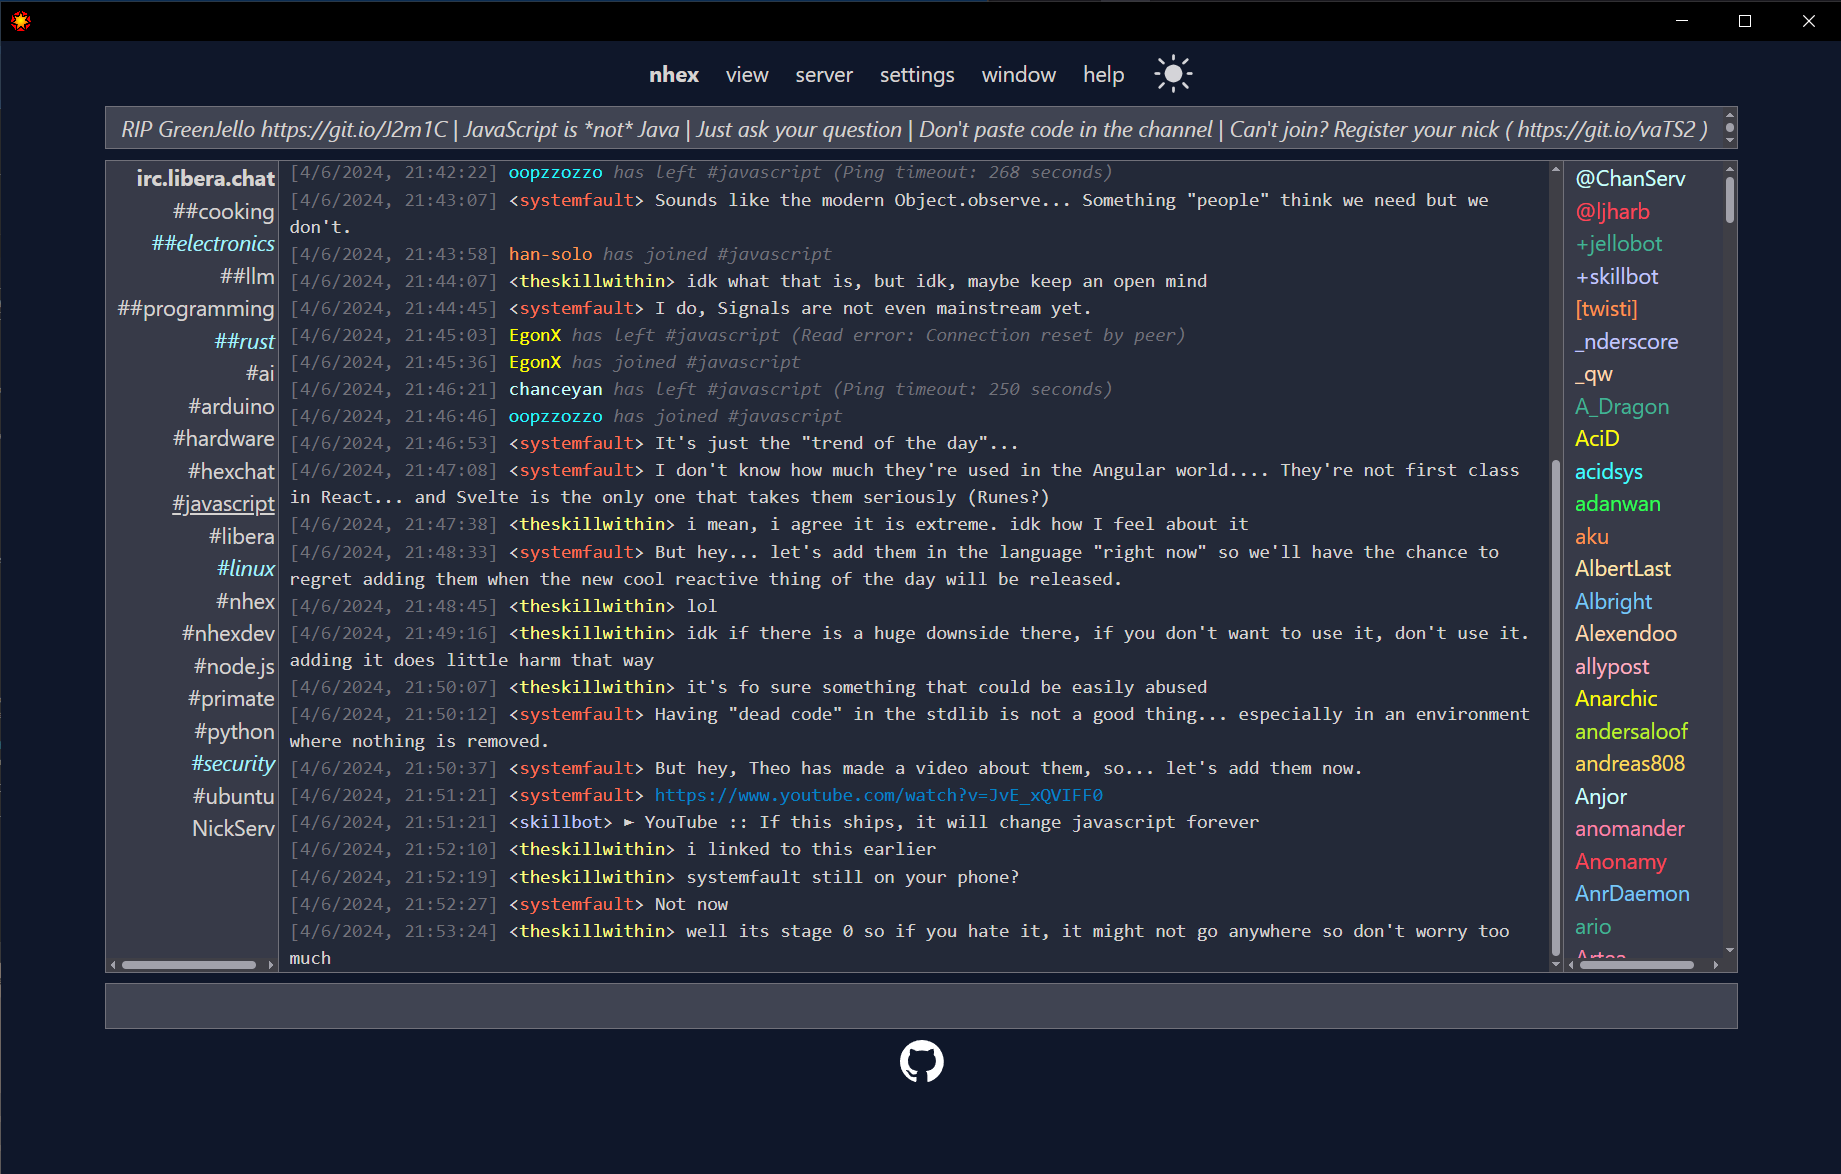 nhex view server settings window help
RIP GreenJello https://git.io/J2m1C | JavaScript is *not* Java | Just ask your question | Don't paste code in the channel | Can't join? Register your nick ( https://git.io/vaTS2 )
irc.libera.chat
##cooking
##electronics
##llm
##programming
##rust
#ai
#arduino
#hardware
#hexchat
#javascript
#libera
#linux
#nhex
#nhexdev
#node.js
#primate
#python
#security
#ubuntu
NickServ
[4/6/2024, 21:42:22] oopzzozzo has left #javascript (Ping timeout: 268 seconds)
[4/6/2024, 21:43:07] <systemfault> Sounds like the modern Object.observe... Something "people" think we need but we
don't.
[4/6/2024, 21:43:58] han-solo has joined #javascript
[4/6/2024, 21:44:07] <theskillwithin> idk what that is, but idk, maybe keep an open mind
[4/6/2024, 21:44:45] <systemfault> I do, Signals are not even mainstream yet.
[4/6/2024, 21:45:03] EgonX has left #javascript (Read error: Connection reset by peer)
[4/6/2024, 21:45:36] EgonX has joined #javascript
[4/6/2024, 21:46:21] chanceyan has left #javascript (Ping timeout: 250 seconds)
[4/6/2024, 21:46:46] oopzzozzo has joined #javascript
[4/6/2024, 21:46:53] <systemfault> It's just the "trend of the day"...
[4/6/2024, 21:47:08] <systemfault> I don't know how much they're used in the Angular world.... They're not first class
in React... and Svelte is the only one that takes them seriously (Runes?)
[4/6/2024, 21:47:38] <theskillwithin> i mean, i agree it is extreme. idk how I feel about it
[4/6/2024, 21:48:33] <systemfault> But hey... let's add them in the language "right now" so we'll have the chance to
regret adding them when the new cool reactive thing of the day will be released.
[4/6/2024, 21:48:45] <theskillwithin> lol
[4/6/2024, 21:49:16] <theskillwithin> idk if there is a huge downside there, if you don't want to use it, don't use it.
adding it does little harm that way
[4/6/2024, 21:50:07] <theskillwithin> it's fo sure something that could be easily abused
[4/6/2024, 21:50:12] <systemfault> Having "dead code" in the stdlib is not a good thing... especially in an environment
where nothing is removed.
[4/6/2024, 21:50:37] <systemfault> But hey, Theo has made a video about them, so... let's add them now.
[4/6/2024, 21:51:21] <systemfault> https://www.youtube.com/watch?v=JvE_xQVIFF0
[4/6/2024, 21:51:21] <skillbot> ► YouTube :: If this ships, it will change javascript forever
[4/6/2024, 21:52:10] <theskillwithin> i linked to this earlier
[4/6/2024, 21:52:19] <theskillwithin> systemfault still on your phone?
[4/6/2024, 21:52:27] <systemfault> Not now
[4/6/2024, 21:53:24] <theskillwithin> well its stage 0 so if you hate it, it might not go anywhere so don't worry too
much
@ChanServ
@ljharb
+jellobot
+skillbot
[twisti]
_nderscore
_qw
A_Dragon
AciD
acidsys
adanwan
aku
AlbertLast
Albright
Alexendoo
allypost
Anarchic
andersaloof
andreas808
Anjor
anomander
Anonamy
AnrDaemon
ario